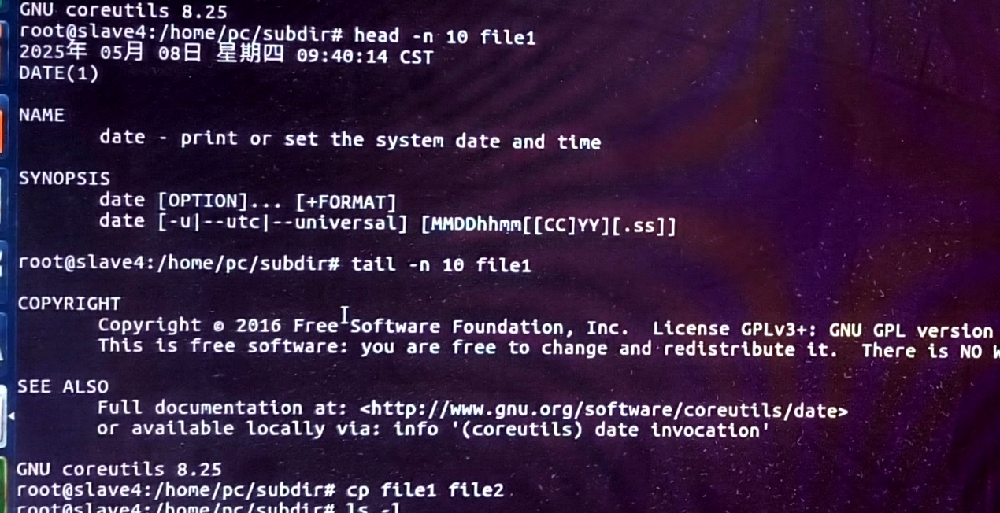 GNU coreutils 8.25
root@slave4:/home/pc/subdir# head -n 10 file1
2025年 05月 08日 星期四 09:40:14 CST
DATE(1)
NAME
date - print or set the system date and time
SYNOPSIS
date [OPTION]... [+FORMAT]
date [-u|--utc|--universal] [MMDDhhmm[[CC]YY][.ss]]
root@slave4:/home/pc/subdir# tail -n 10 file1
COPYRIGHT
Copyright © 2016 Free Software Foundation, Inc.  License GPLv3+: GNU GPL version
This is free software: you are free to change and redistribute it.  There is NO
SEE ALSO
Full documentation at: <http://www.gnu.org/software/coreutils/date>
or available locally via: info '(coreutils) date invocation'
GNU coreutils 8.25
root@slave4:/home/pc/subdir# cp file1 file2
root@slave4:/home/pc/subdir# ls -l